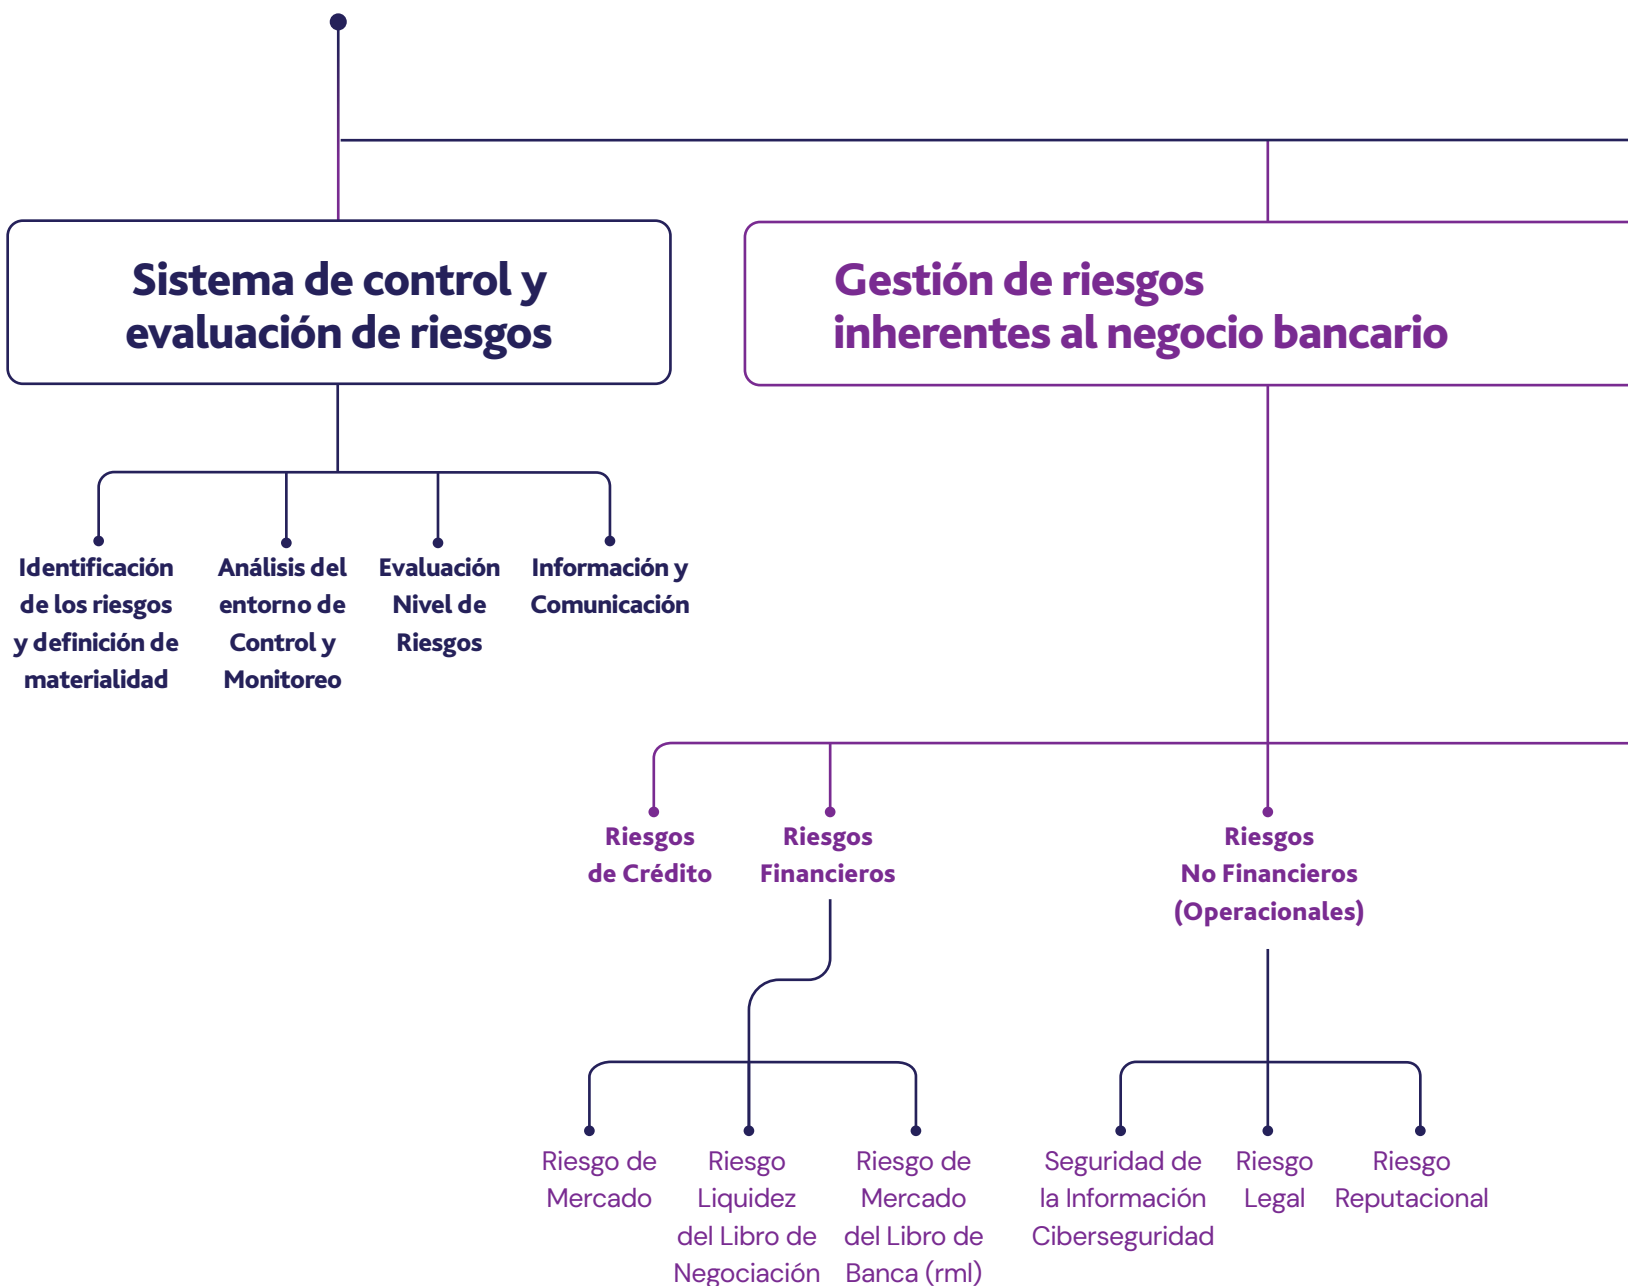 Sistema de control y
evaluación de riesgos
Gestión de riesgos
inherentes al negocio bancario
Identificación
de los riesgos
y definición de
materialidad
Análisis del
entorno de
Control y
Monitoreo
Evaluación
Nivel de
Riesgos
Información y
Comunicación
Riesgos
de Crédito
Riesgos
Financieros
Riesgos
No Financieros
(Operacionales)
Riesgo de
Mercado
Riesgo
Liquidez
del Libro de
Negociación
Riesgo de
Mercado
del Libro de
Banca (rml)
Seguridad de
la Información
Ciberseguridad
Riesgo
Legal
Riesgo
Reputacional